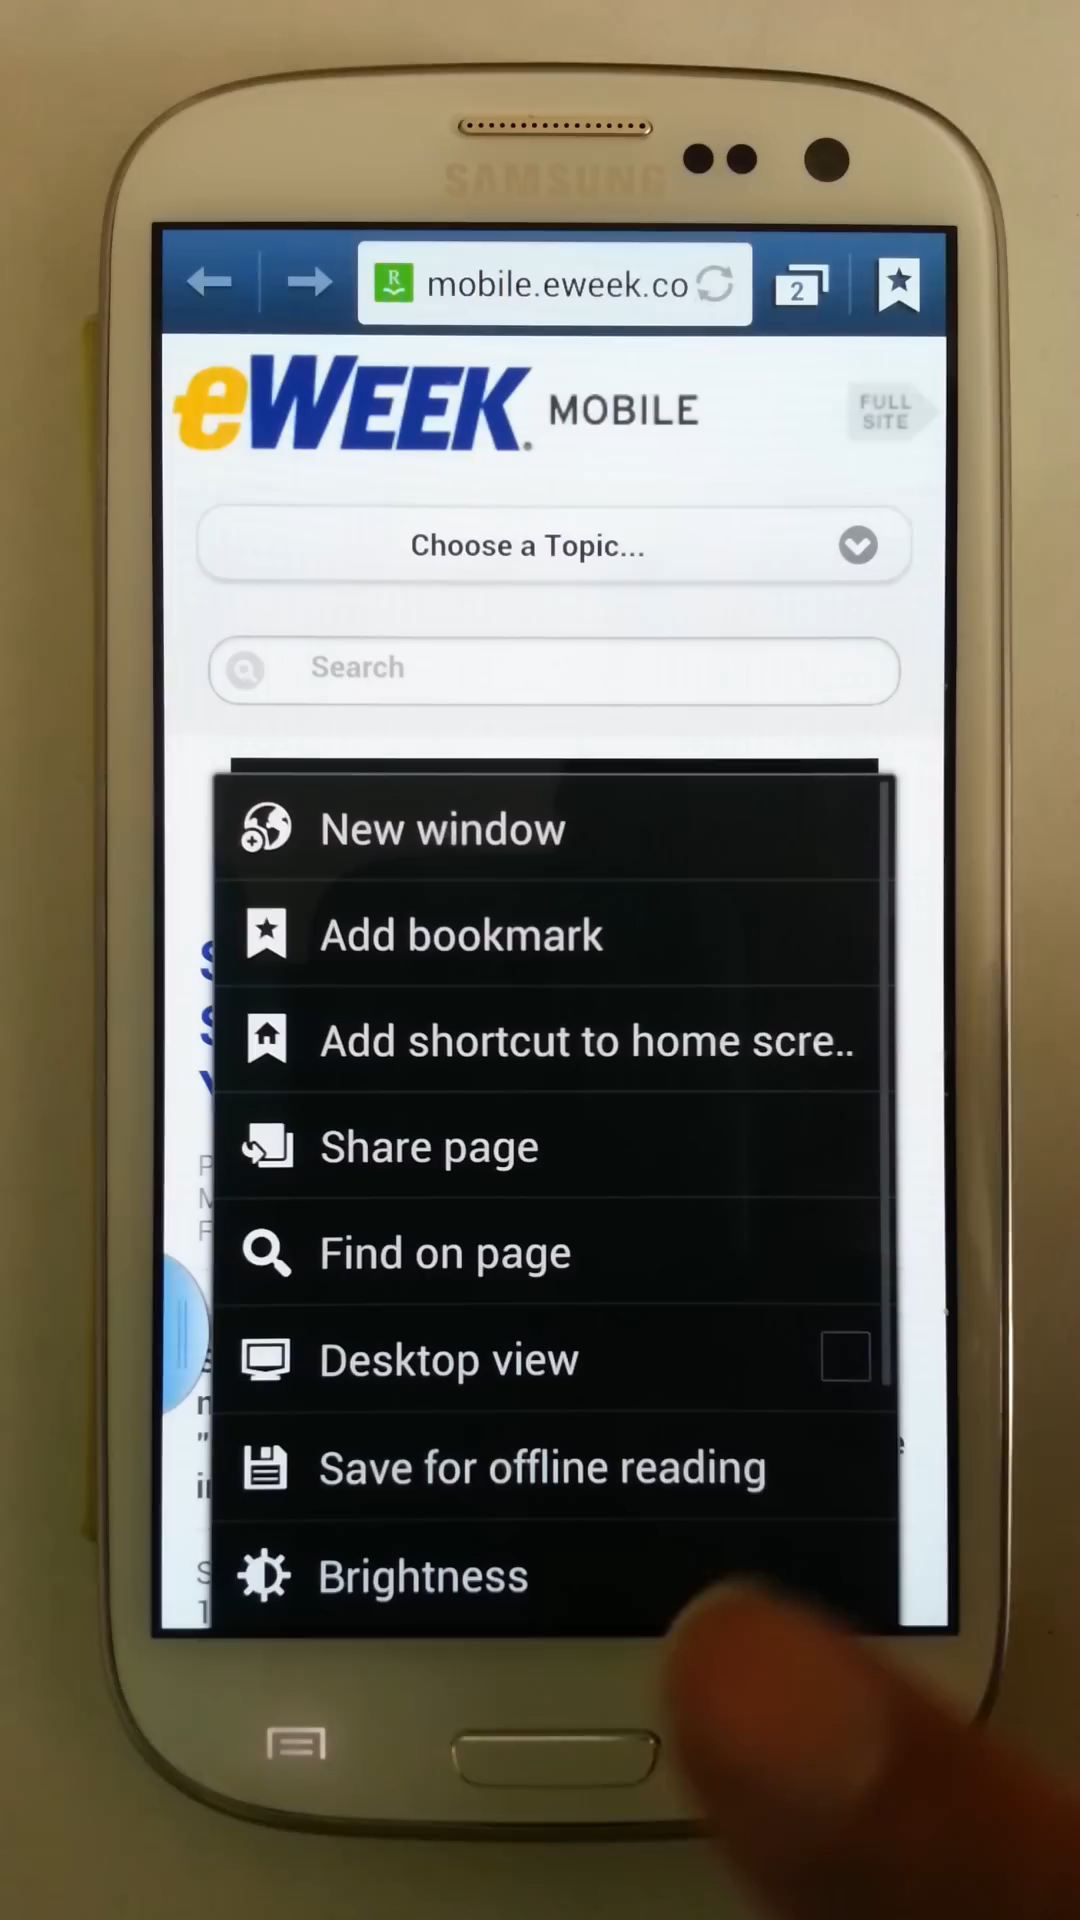 SAMSUNG
mobile.eweek.co
2
eWEEK. MOBILE
FULL
SITE
Choose a Topic...
Search
New window
Add bookmark
Add shortcut to home scre..
Share page
Find on page
Desktop view
Save for offline reading
Brightness